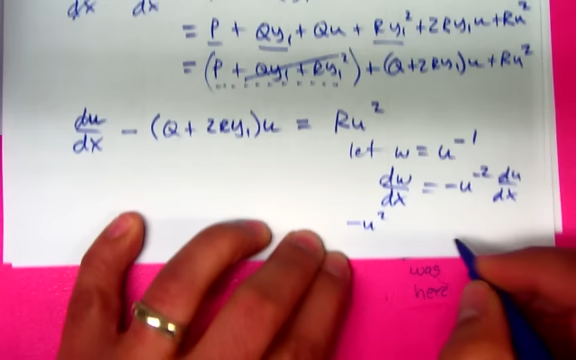 dx dx
= P + Qy₁ + Qu + Ry₁² + 2Ry₁u + Ru²
= (P + Qy₁ + Ry₁²) + (Q + 2Ry₁)u + Ru²
du/dx - (Q + 2Ry₁)u = Ru²
let w = u⁻¹
dw/dx = -u⁻² du/dx
-u²
was
here